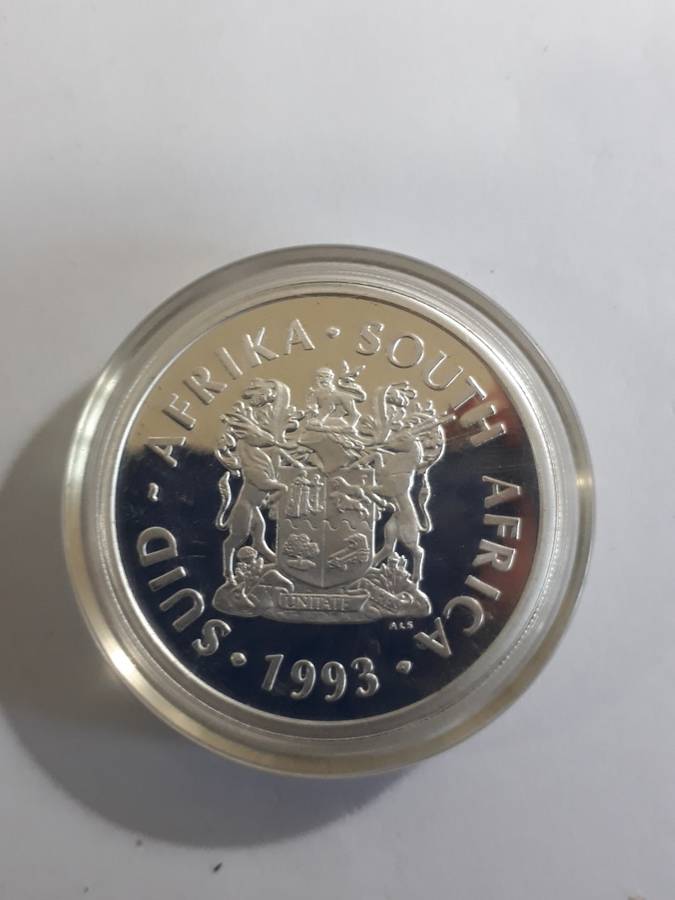 SUID ~ AFRIKA · SOUTH AFRICA ·
1993 ·
UNITATE
ALS